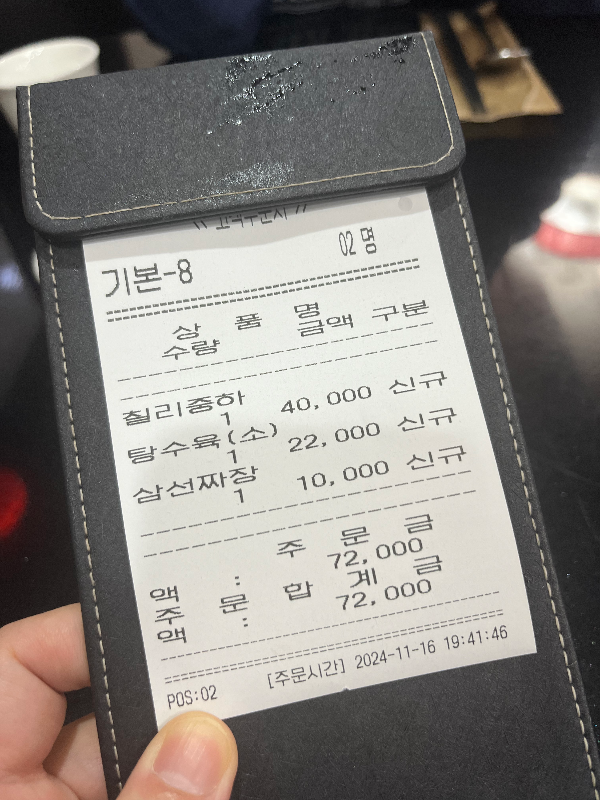 기본-8 02 명
상 품 명
수량 금액 구분
칠리중하
1 40,000 신규
탕수육(소)
1 22,000 신규
삼선짜장
1 10,000 신규
주 문 금
액 : 72,000
주 문 합 계 금
액 : 72,000
[주문시간] 2024-11-16 19:41:46
POS:02